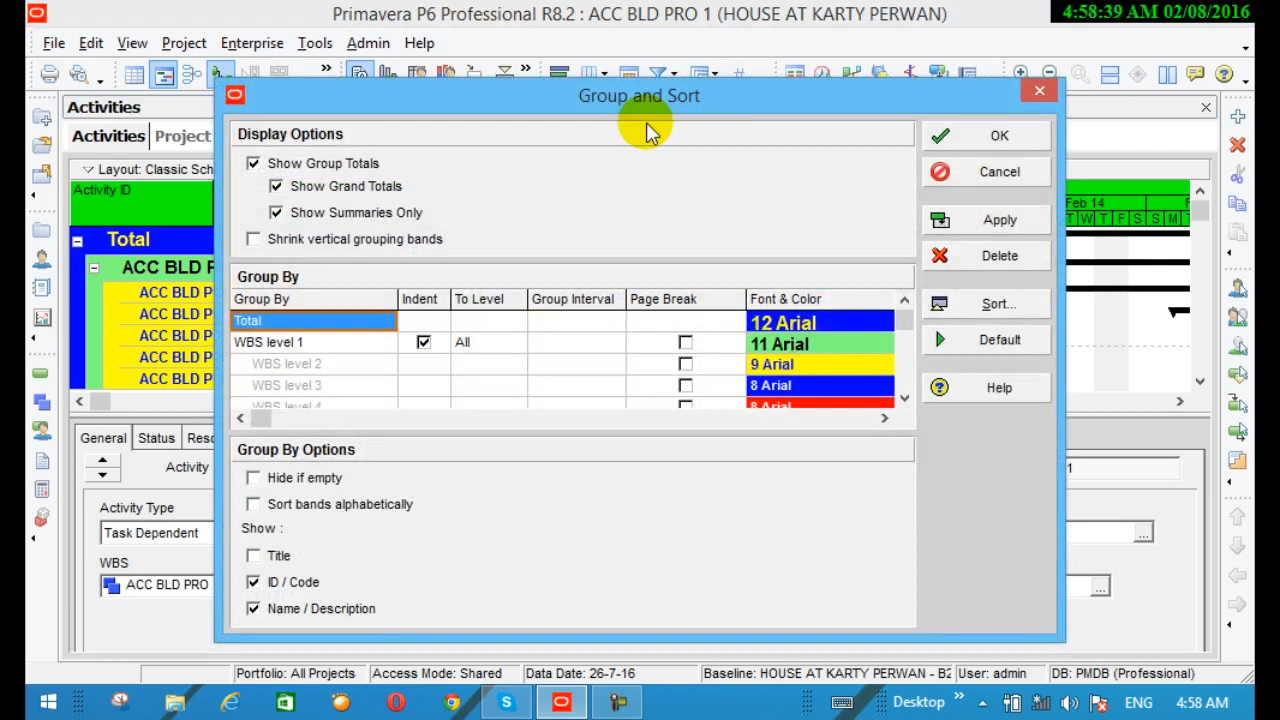 Primavera P6 Professional R8.2 : ACC BLD PRO 1 (HOUSE AT KARTY PERWAN)
4:58:39 AM 02/08/2016
File Edit View Project Enterprise Tools Admin Help
Activities
Activities Project
Layout: Classic Sch
Activity ID
Total
ACC BLD P
ACC BLD P
ACC BLD P
ACC BLD P
ACC BLD P
ACC BLD P
Feb 14
T W T F S S M T
Group and Sort
Display Options
Show Group Totals
Show Grand Totals
Show Summaries Only
Shrink vertical grouping bands
Group By
Group By Indent To Level Group Interval Page Break Font & Color
Total 12 Arial
WBS level 1 All 11 Arial
WBS level 2 9 Arial
WBS level 3 8 Arial
WBS level 4 8 Arial
Group By Options
Hide if empty
Sort bands alphabetically
Show :
Title
ID / Code
Name / Description
OK
Cancel
Apply
Delete
Sort...
Default
Help
General Status Reso
Activity
1
Activity Type
Task Dependent
...
WBS
ACC BLD PRO
...
Portfolio: All Projects Access Mode: Shared Data Date: 26-7-16 Baseline: HOUSE AT KARTY PERWAN - B2 User: admin DB: PMDB (Professional)
Desktop ENG 4:58 AM